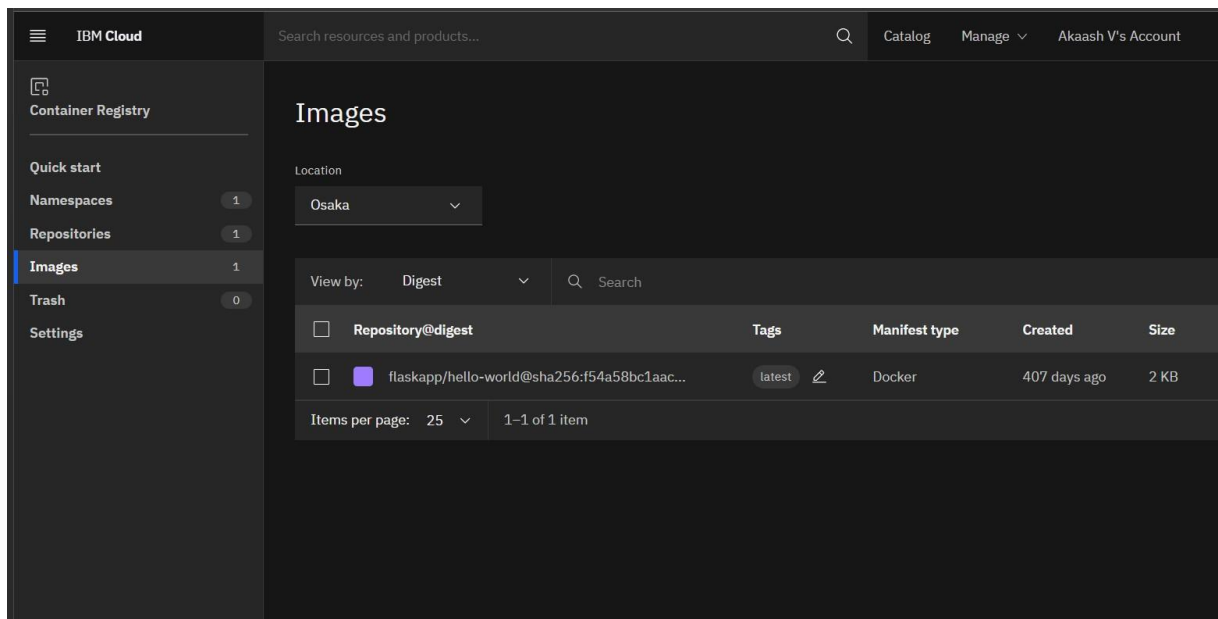 IBM Cloud
Search resources and products...
Catalog
Manage
Akaash V's Account
Container Registry
Quick start
Namespaces 1
Repositories 1
Images 1
Trash 0
Settings
Images
Location
Osaka
View by: Digest
Search
Repository@digest Tags Manifest type Created Size
flaskapp/hello-world@sha256:f54a58bc1aac... latest Docker 407 days ago 2 KB
Items per page: 25 1–1 of 1 item